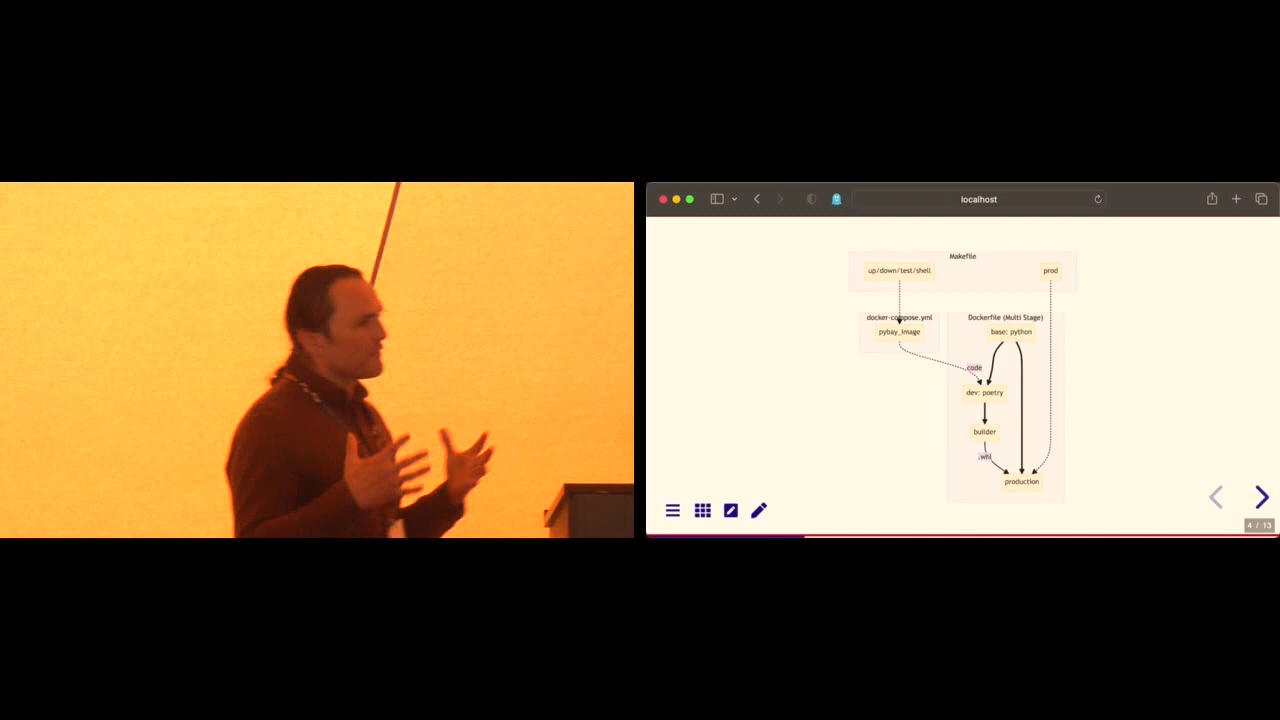 localhost
Makefile
up/down/test/shell
prod
docker-compose.yml
Dockerfile (Multi Stage)
pybay_image
base: python
.code
dev: poetry
builder
.whl
production
4 / 13